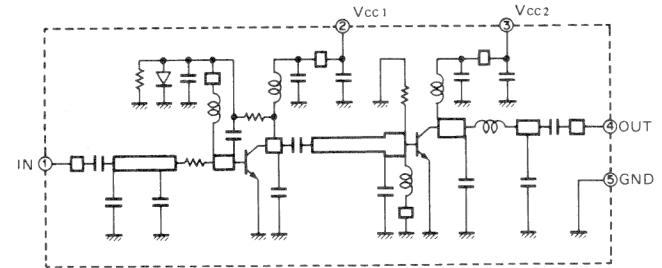 ② VCC1
③ VCC2
IN ①
④ OUT
⑤ GND